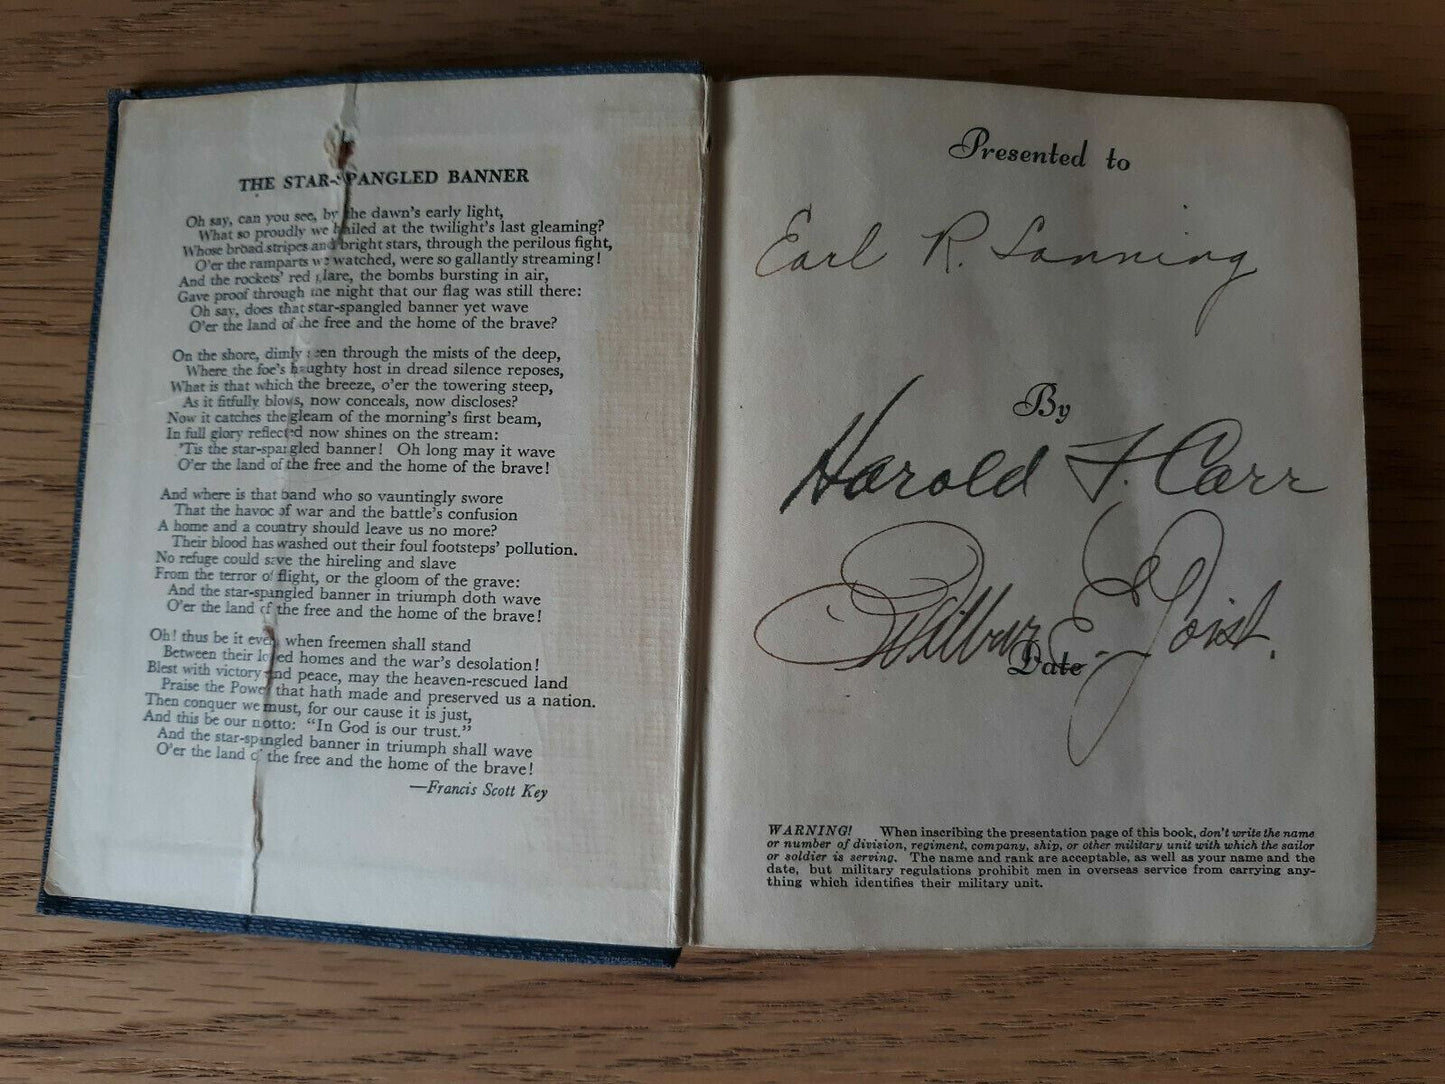 THE STAR-SPANGLED BANNER
Oh say, can you see, by the dawn's early light,
What so proudly we hailed at the twilight's last gleaming?
Whose broad stripes and bright stars, through the perilous fight,
O'er the ramparts we watched, were so gallantly streaming!
And the rockets' red glare, the bombs bursting in air,
Gave proof through the night that our flag was still there:
Oh say, does that star-spangled banner yet wave
O'er the land of the free and the home of the brave?
On the shore, dimly seen through the mists of the deep,
Where the foe's haughty host in dread silence reposes,
What is that which the breeze, o'er the towering steep,
As it fitfully blows, now conceals, now discloses?
Now it catches the gleam of the morning's first beam,
In full glory reflected now shines on the stream:
'Tis the star-spangled banner! Oh long may it wave
O'er the land of the free and the home of the brave!
And where is that band who so vauntingly swore
That the havoc of war and the battle's confusion
A home and a country should leave us no more?
Their blood has washed out their foul footsteps' pollution.
No refuge could save the hireling and slave
From the terror of flight, or the gloom of the grave:
And the star-spangled banner in triumph doth wave
O'er the land of the free and the home of the brave!
Oh! thus be it ever when freemen shall stand
Between their loved homes and the war's desolation!
Blest with victory and peace, may the heaven-rescued land
Praise the Power that hath made and preserved us a nation.
Then conquer we must, for our cause it is just,
And this be our motto: "In God is our trust."
And the star-spangled banner in triumph shall wave
O'er the land of the free and the home of the brave!
—Francis Scott Key
Presented to
Earl R. Lanning
By
Harold F. Carr
Wilbur E. Joist.
Date
WARNING! When inscribing the presentation page of this book, don't write the name
or number of division, regiment, company, ship, or other military unit with which the sailor
or soldier is serving. The name and rank are acceptable, as well as your name and the
date, but military regulations prohibit men in overseas service from carrying any-
thing which identifies their military unit.